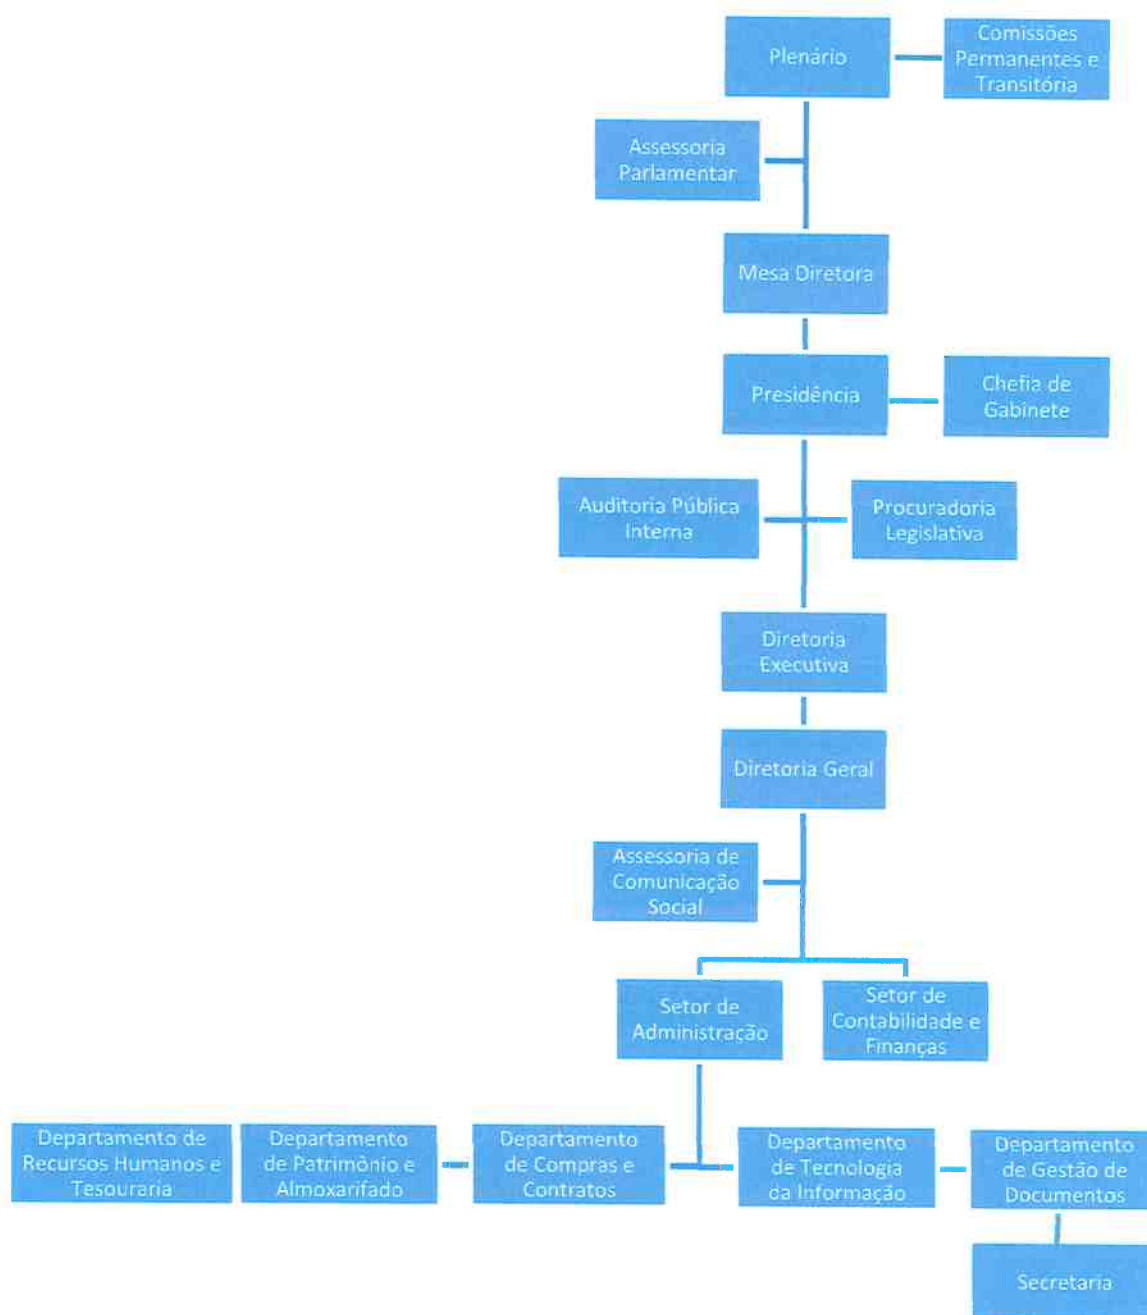 Plenário
Comissões
Permanentes e
Transitória
Assessoria
Parlamentar
Mesa Diretora
Presidência
Chefia de
Gabinete
Auditoria Pública
Interna
Procuradoria
Legislativa
Diretoria
Executiva
Diretoria Geral
Assessoria de
Comunicação
Social
Setor de
Administração
Setor de
Contabilidade e
Finanças
Departamento de
Recursos Humanos e
Tesouraria
Departamento
de Patrimônio e
Almoxarifado
Departamento
de Compras e
Contratos
Departamento
de Tecnologia
da Informação
Departamento
de Gestão de
Documentos
Secretaria